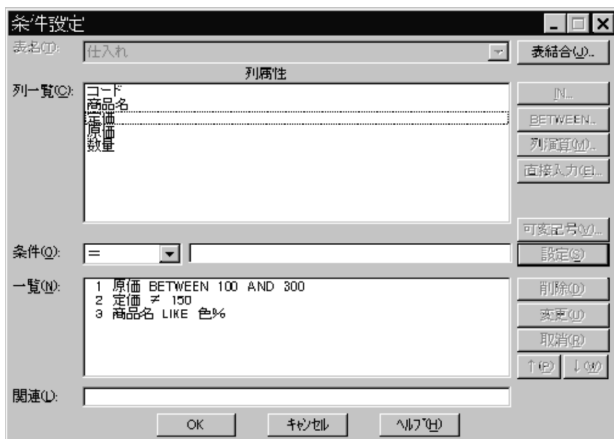 条件設定
表名(T): 仕入れ 表結合(J)...
列属性
列一覧(C): コード
商品名
定価
原価
数量
IN...
BETWEEN...
列演算(M)...
直接入力(E)...
可変記号(V)...
条件(O): = 設定(S)
一覧(N): 1 原価 BETWEEN 100 AND 300
2 定価 ≠ 150
3 商品名 LIKE 色%
削除(D)
変更(U)
取消(R)
↑(P) ↓(W)
関連(L):
OK キャンセル ヘルプ(H)